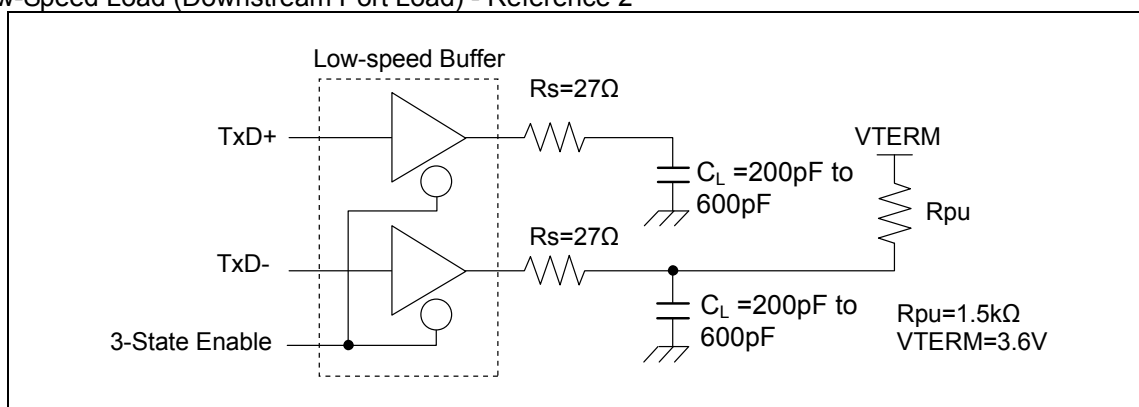 Low-speed Buffer
Rs=27Ω
TxD+
VTERM
C_L =200pF to
600pF
Rpu
Rs=27Ω
TxD-
C_L =200pF to
600pF
Rpu=1.5kΩ
VTERM=3.6V
3-State Enable